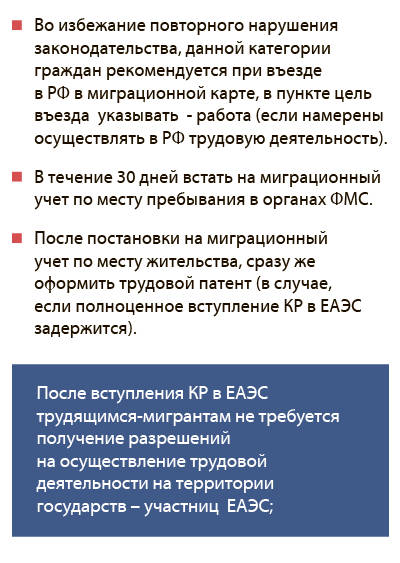 Во избежание повторного нарушения
законодательства, данной категории
граждан рекомендуется при въезде
в РФ в миграционной карте, в пункте цель
въезда указывать - работа (если намерены
осуществлять в РФ трудовую деятельность).
В течение 30 дней встать на миграционный
учет по месту пребывания в органах ФМС.
После постановки на миграционный
учет по месту жительства, сразу же
оформить трудовой патент (в случае,
если полноценное вступление КР в ЕАЭС
задержится).
После вступления КР в ЕАЭС
трудящимся-мигрантам не требуется
получение разрешений
на осуществление трудовой
деятельности на территории
государств – участниц ЕАЭС;